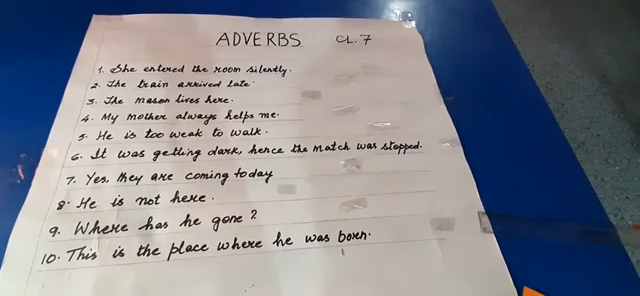 ADVERBS CL.7
1. She entered the room silently.
2. The train arrived late.
3. The mason lives here.
4. My mother always helps me.
5. He is too weak to walk.
6. It was getting dark, hence the match was stopped.
7. Yes, they are coming today
8. He is not here.
9. Where has he gone?
10. This is the place where he was born.